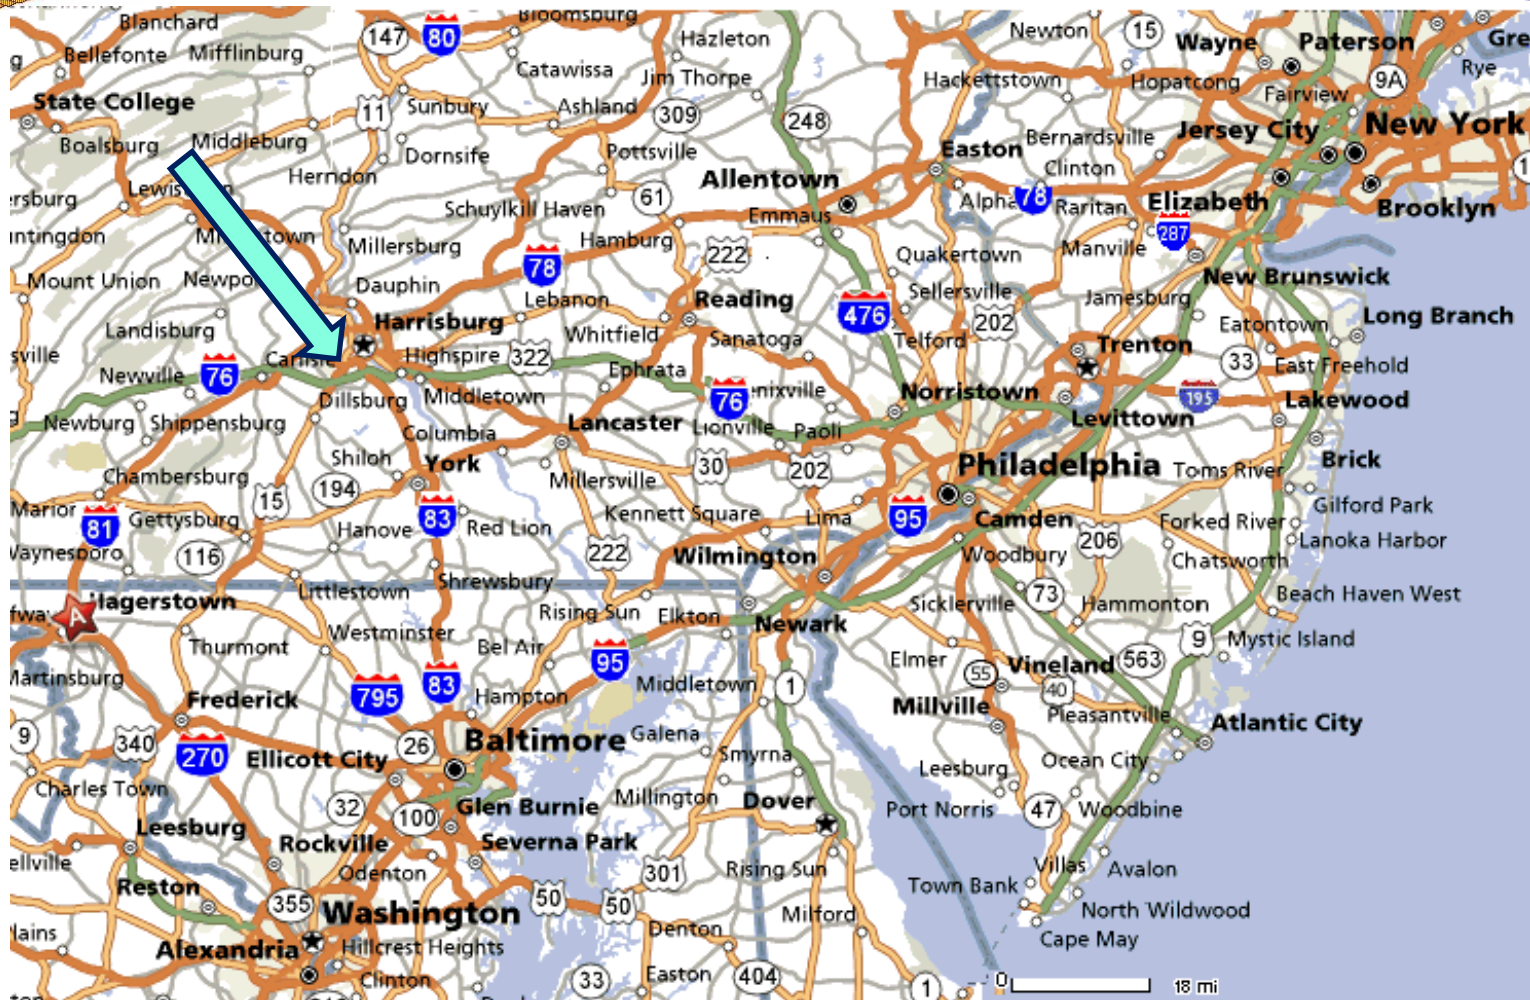 Blanchard
147
80
Bloomsburg
Hazleton
Newton
15
Wayne
Paterson
Gre
Bellefonte
Mifflinburg
Catawissa
Jim Thorpe
Hackettstown
Hopatcong
9A
Rye
State College
11
Sunbury
Ashland
309
248
Fairview
Boalsburg
Middleburg
Dornsife
Pottsville
Easton
Bernardsville
Jersey City
New York
Herndon
Allentown
Clinton
Lewis
n
61
Schuylkill Haven
Emmaus
Alpha
78
Raritan
Elizabeth
Brooklyn
ersburg
ntingdon
Mi
town
Millersburg
Hamburg
222
Quakertown
Manville
287
Mount Union
Newpo
Dauphin
78
Lebanon
Reading
Sellersville
Jamesburg
New Brunswick
Landisburg
Harrisburg
Whitfield
Sanatoga
476
Telford
202
Eatontown
Long Branch
sville
Newville
76
Carlisle
Highspire
322
Ephrata
Trenton
33
East Freehold
Dillsburg
Middletown
76
nixville
Norristown
195
Lakewood
Newburg
Shippensburg
Columbia
Lancaster
Lionville
Paoli
Levittown
Chambersburg
Shiloh
York
Millersville
30
202
Philadelphia
Toms River
Brick
15
194
Marion
81
Gettysburg
Hanove
83
Red Lion
Kennett Square
Lima
95
Camden
Forked River
Gilford Park
Waynesboro
116
222
Wilmington
Woodbury
206
Chatsworth
Lanoka Harbor
Littlestown
Shrewsbury
Hagerstown
A
Rising Sun
Elkton
Newark
Sicklerville
73
Hammonton
Beach Haven West
Thurmont
Westminster
Bel Air
95
Elmer
Vineland
563
9
Mystic Island
Martinsburg
Frederick
795
83
Hampton
Middletown
1
55
40
Millville
Pleasantville
Atlantic City
9
340
270
Ellicott City
26
Baltimore
Galena
Smyrna
Leesburg
Ocean City
Charles Town
32
100
Glen Burnie
Millington
Dover
Port Norris
47
Woodbine
Leesburg
Rockville
Severna Park
ellville
Odenton
301
Rising Sun
Villas
Avalon
Reston
355
Washington
50
50
Town Bank
Milford
North Wildwood
lains
Alexandria
Hillcrest Heights
Denton
Cape May
Clinton
33
Easton
404
1
0
18 mi